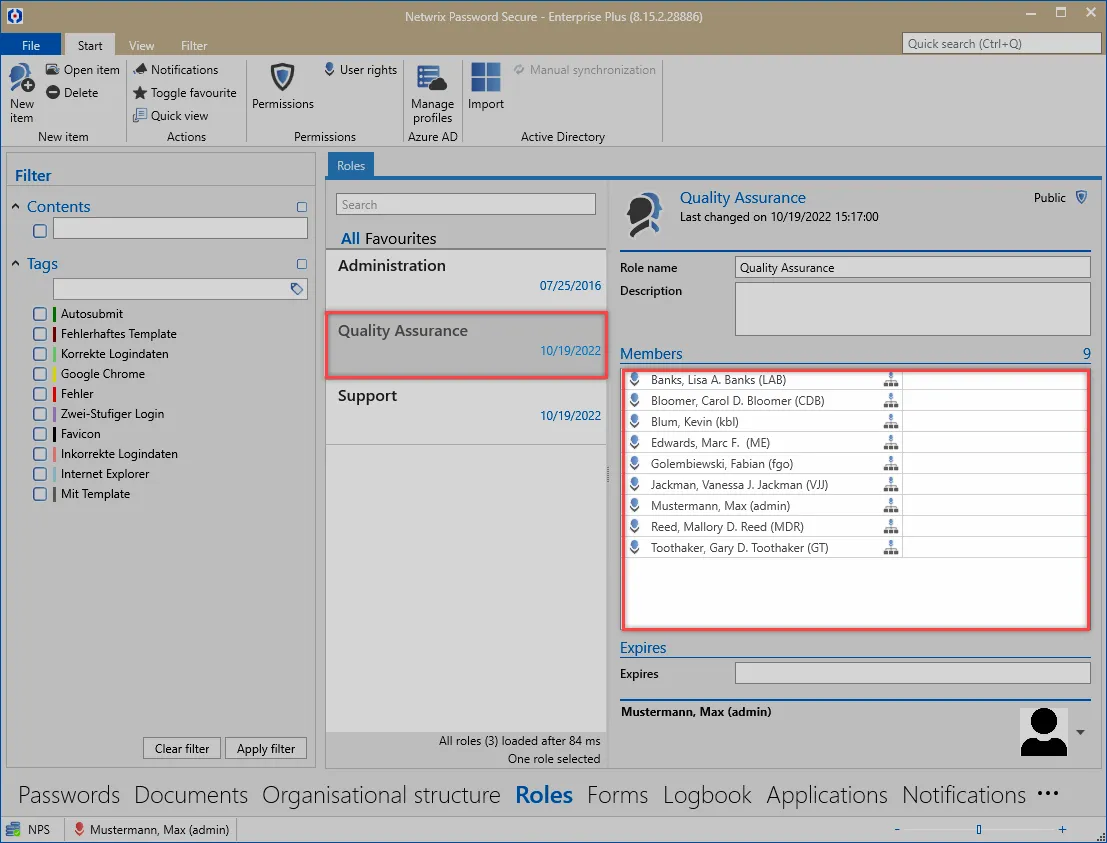 Netwrix Password Secure - Enterprise Plus (8.15.2.28886)
File Start View Filter
Quick search (Ctrl+Q)
New item
Open item
Delete
New item
Notifications
Toggle favourite
Quick view
Actions
Permissions
User rights
Permissions
Manage profiles
Azure AD
Import
Manual synchronization
Active Directory
Filter
Contents
Tags
Autosubmit
Fehlerhaftes Template
Korrekte Logindaten
Google Chrome
Fehler
Zwei-Stufiger Login
Favicon
Inkorrekte Logindaten
Internet Explorer
Mit Template
Clear filter
Apply filter
Roles
Search
All Favourites
Administration
07/25/2016
Quality Assurance
10/19/2022
Support
10/19/2022
All roles (3) loaded after 84 ms
One role selected
Quality Assurance
Public
Last changed on 10/19/2022 15:17:00
Role name
Quality Assurance
Description
Members 9
Banks, Lisa A. Banks (LAB)
Bloomer, Carol D. Bloomer (CDB)
Blum, Kevin (kbl)
Edwards, Marc F. (ME)
Golembiewski, Fabian (fgo)
Jackman, Vanessa J. Jackman (VJJ)
Mustermann, Max (admin)
Reed, Mallory D. Reed (MDR)
Toothaker, Gary D. Toothaker (GT)
Expires
Expires
Mustermann, Max (admin)
Passwords Documents Organisational structure Roles Forms Logbook Applications Notifications ···
NPS
Mustermann, Max (admin)
- +